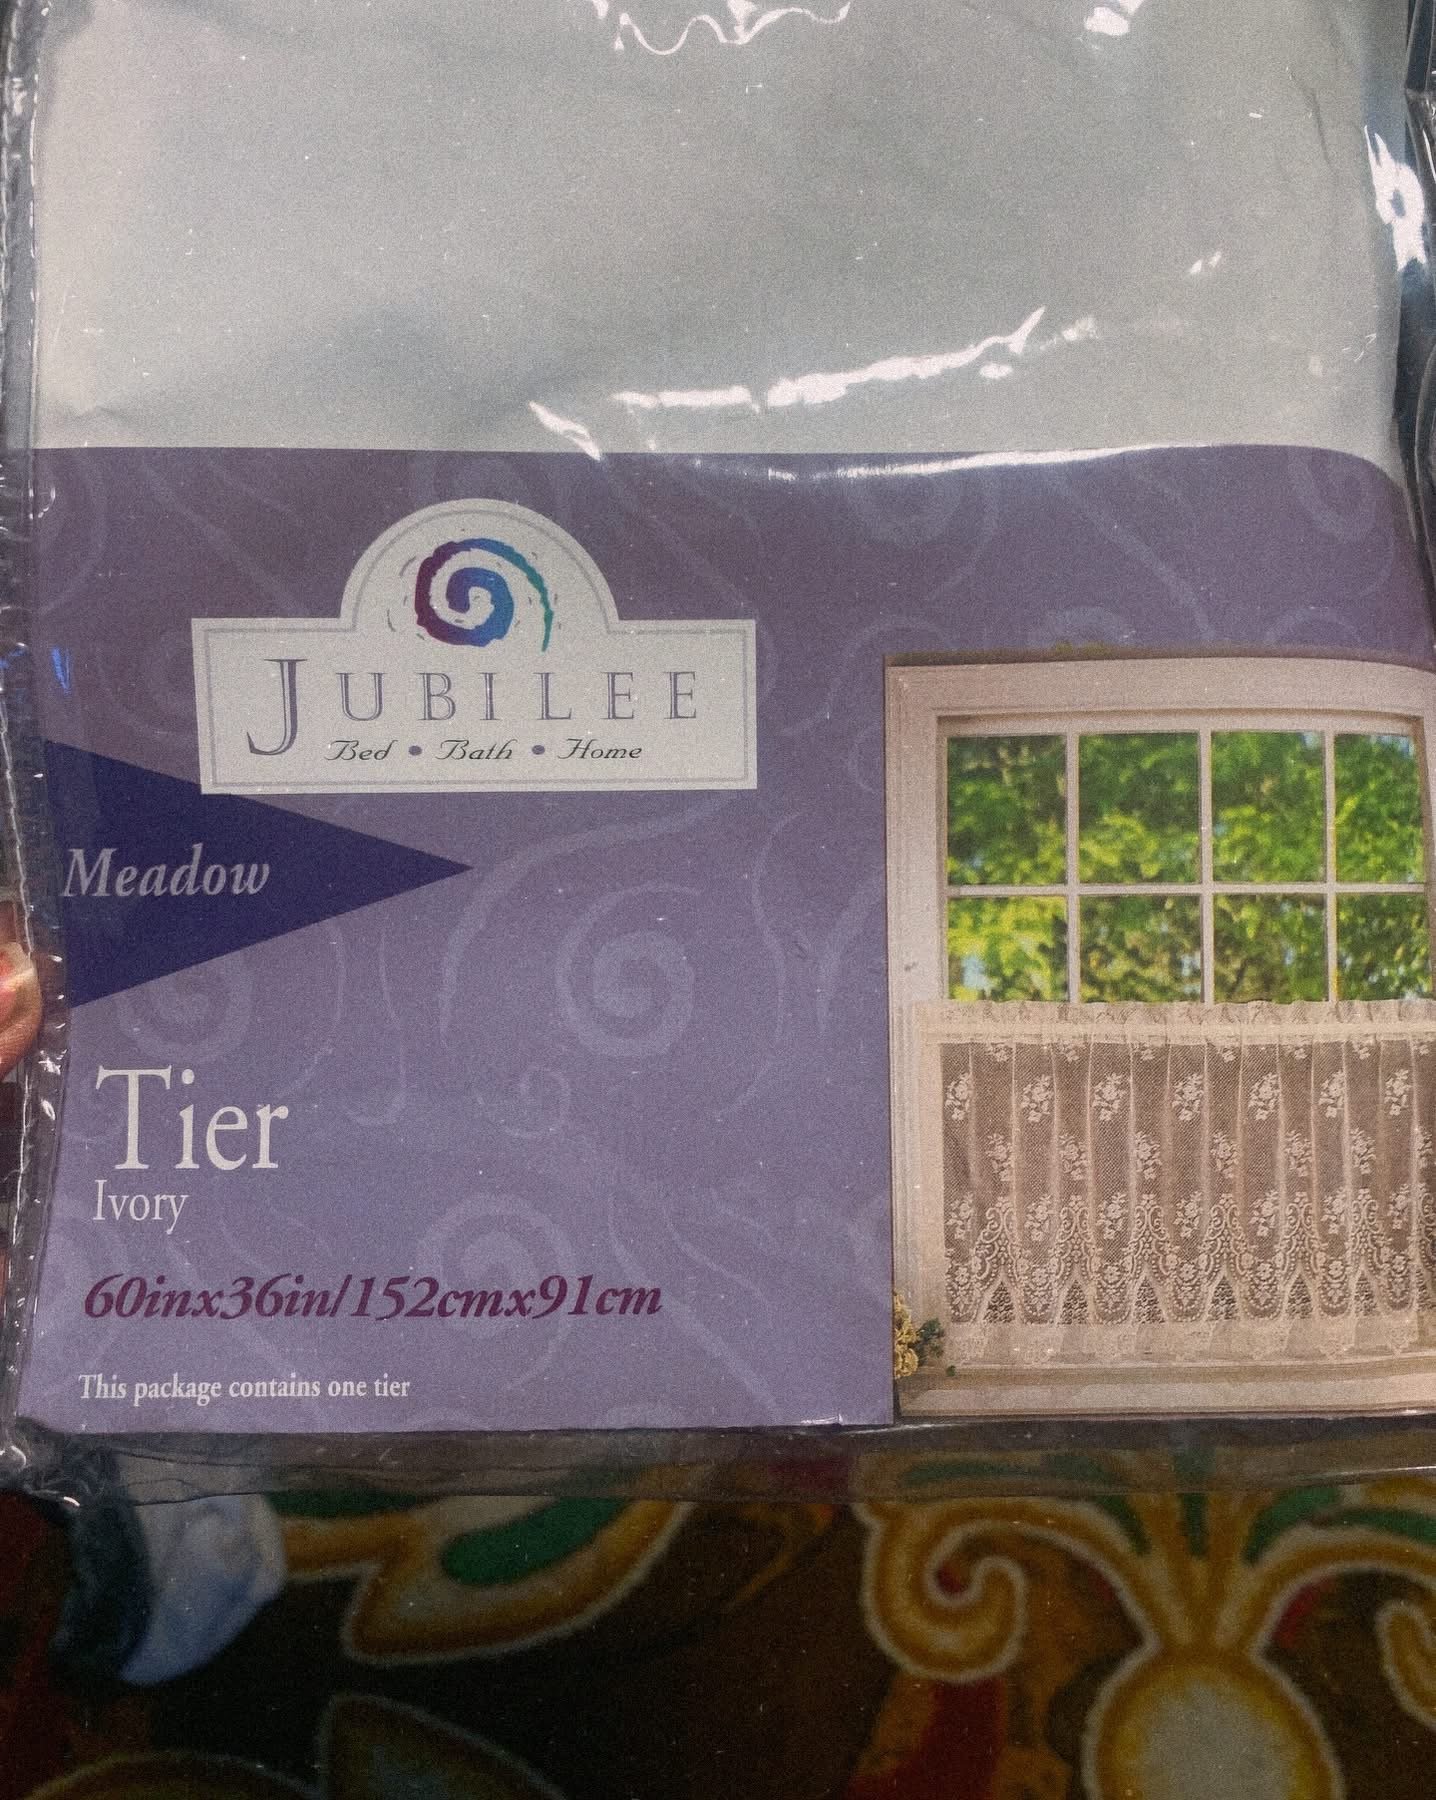 JUBILEE
Bed • Bath • Home
Meadow
Tier
Ivory
60inx36in/152cmx91cm
This package contains one tier